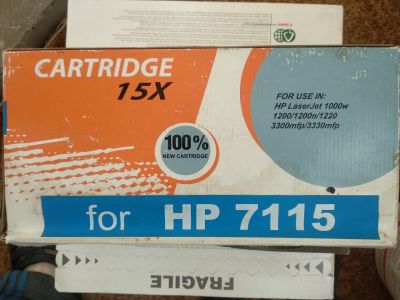 CARTRIDGE
15X
FOR USE IN:
HP LaserJet 1000w
1200/1200n/1220
3300mfp/3330mfp
100%
NEW CARTRIDGE
for HP 7115
FRAGILE